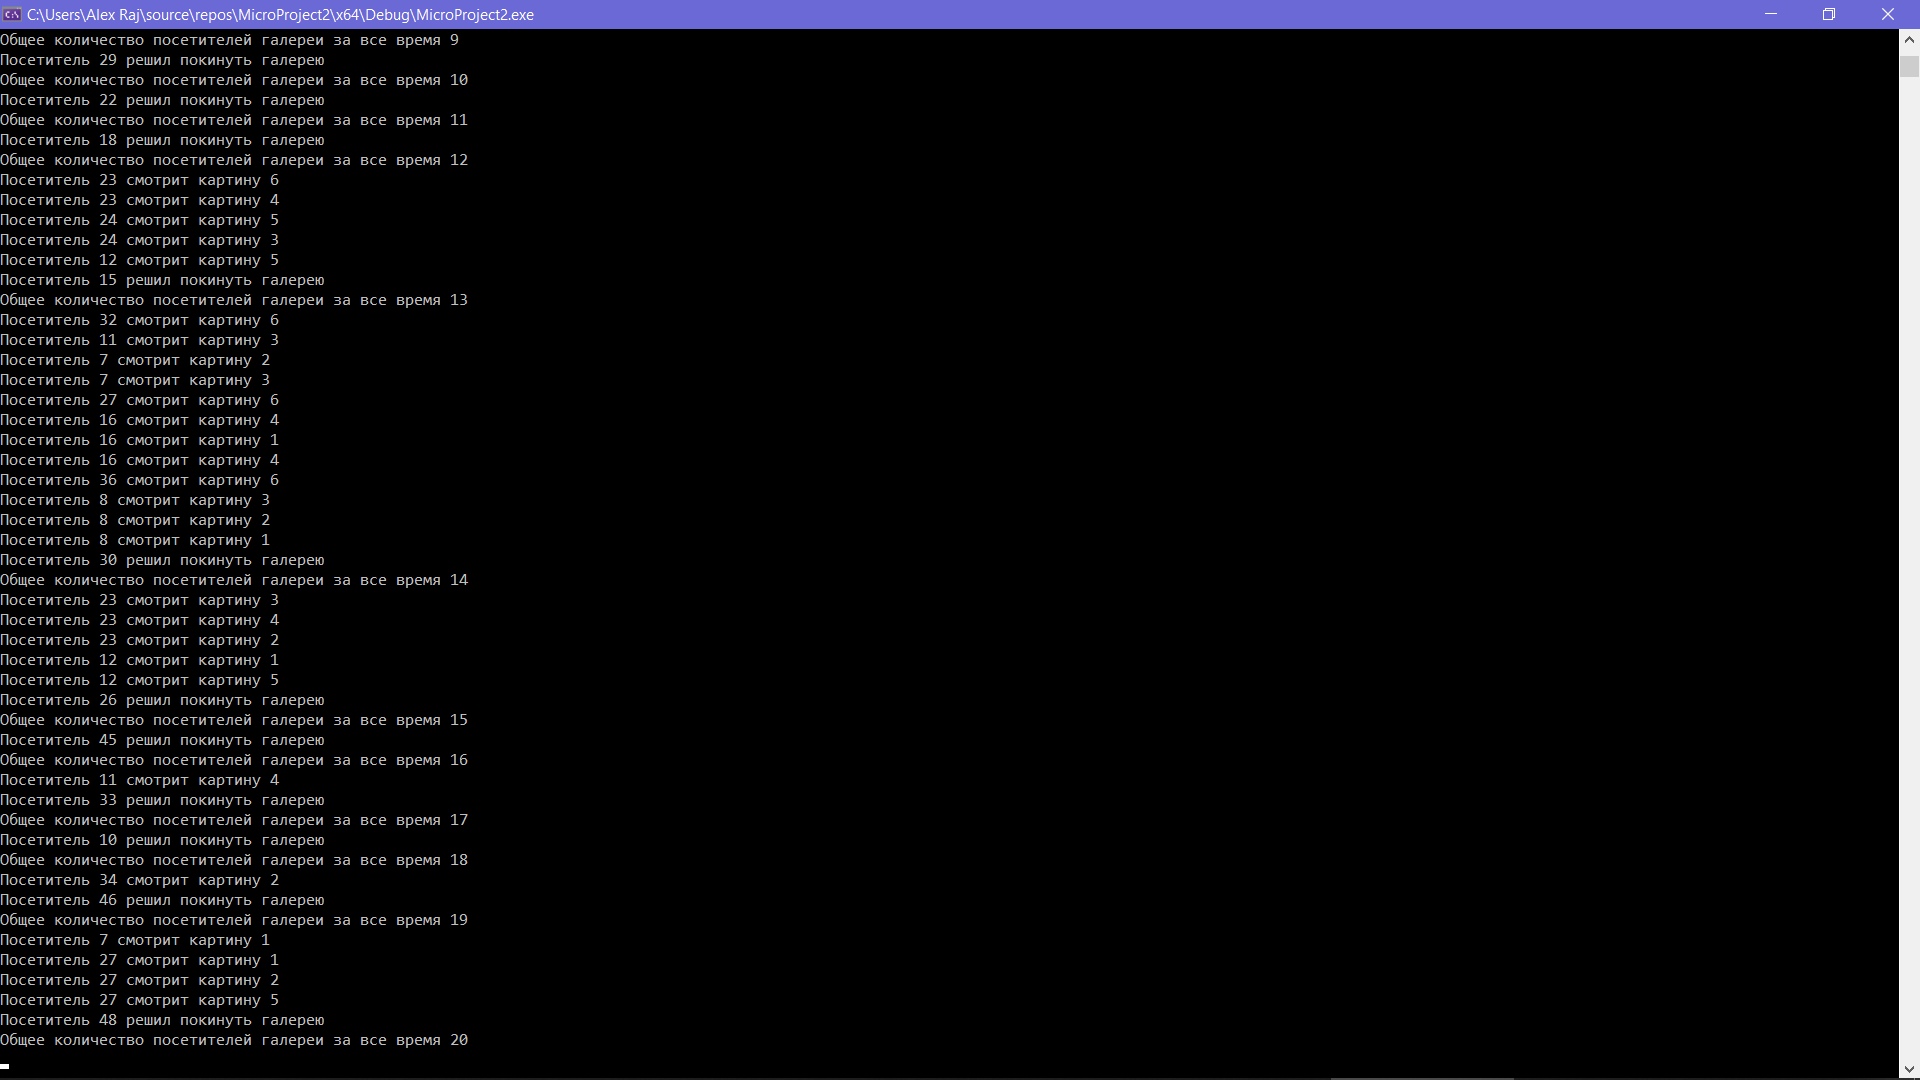 C:\Users\Alex Raj\source\repos\MicroProject2\x64\Debug\MicroProject2.exe
Общее количество посетителей галереи за все время 9
Посетитель 29 решил покинуть галерею
Общее количество посетителей галереи за все время 10
Посетитель 22 решил покинуть галерею
Общее количество посетителей галереи за все время 11
Посетитель 18 решил покинуть галерею
Общее количество посетителей галереи за все время 12
Посетитель 23 смотрит картину 6
Посетитель 23 смотрит картину 4
Посетитель 24 смотрит картину 5
Посетитель 24 смотрит картину 3
Посетитель 12 смотрит картину 5
Посетитель 15 решил покинуть галерею
Общее количество посетителей галереи за все время 13
Посетитель 32 смотрит картину 6
Посетитель 11 смотрит картину 3
Посетитель 7 смотрит картину 2
Посетитель 7 смотрит картину 3
Посетитель 27 смотрит картину 6
Посетитель 16 смотрит картину 4
Посетитель 16 смотрит картину 1
Посетитель 16 смотрит картину 4
Посетитель 36 смотрит картину 6
Посетитель 8 смотрит картину 3
Посетитель 8 смотрит картину 2
Посетитель 8 смотрит картину 1
Посетитель 30 решил покинуть галерею
Общее количество посетителей галереи за все время 14
Посетитель 23 смотрит картину 3
Посетитель 23 смотрит картину 4
Посетитель 23 смотрит картину 2
Посетитель 12 смотрит картину 1
Посетитель 12 смотрит картину 5
Посетитель 26 решил покинуть галерею
Общее количество посетителей галереи за все время 15
Посетитель 45 решил покинуть галерею
Общее количество посетителей галереи за все время 16
Посетитель 11 смотрит картину 4
Посетитель 33 решил покинуть галерею
Общее количество посетителей галереи за все время 17
Посетитель 10 решил покинуть галерею
Общее количество посетителей галереи за все время 18
Посетитель 34 смотрит картину 2
Посетитель 46 решил покинуть галерею
Общее количество посетителей галереи за все время 19
Посетитель 7 смотрит картину 1
Посетитель 27 смотрит картину 1
Посетитель 27 смотрит картину 2
Посетитель 27 смотрит картину 5
Посетитель 48 решил покинуть галерею
Общее количество посетителей галереи за все время 20